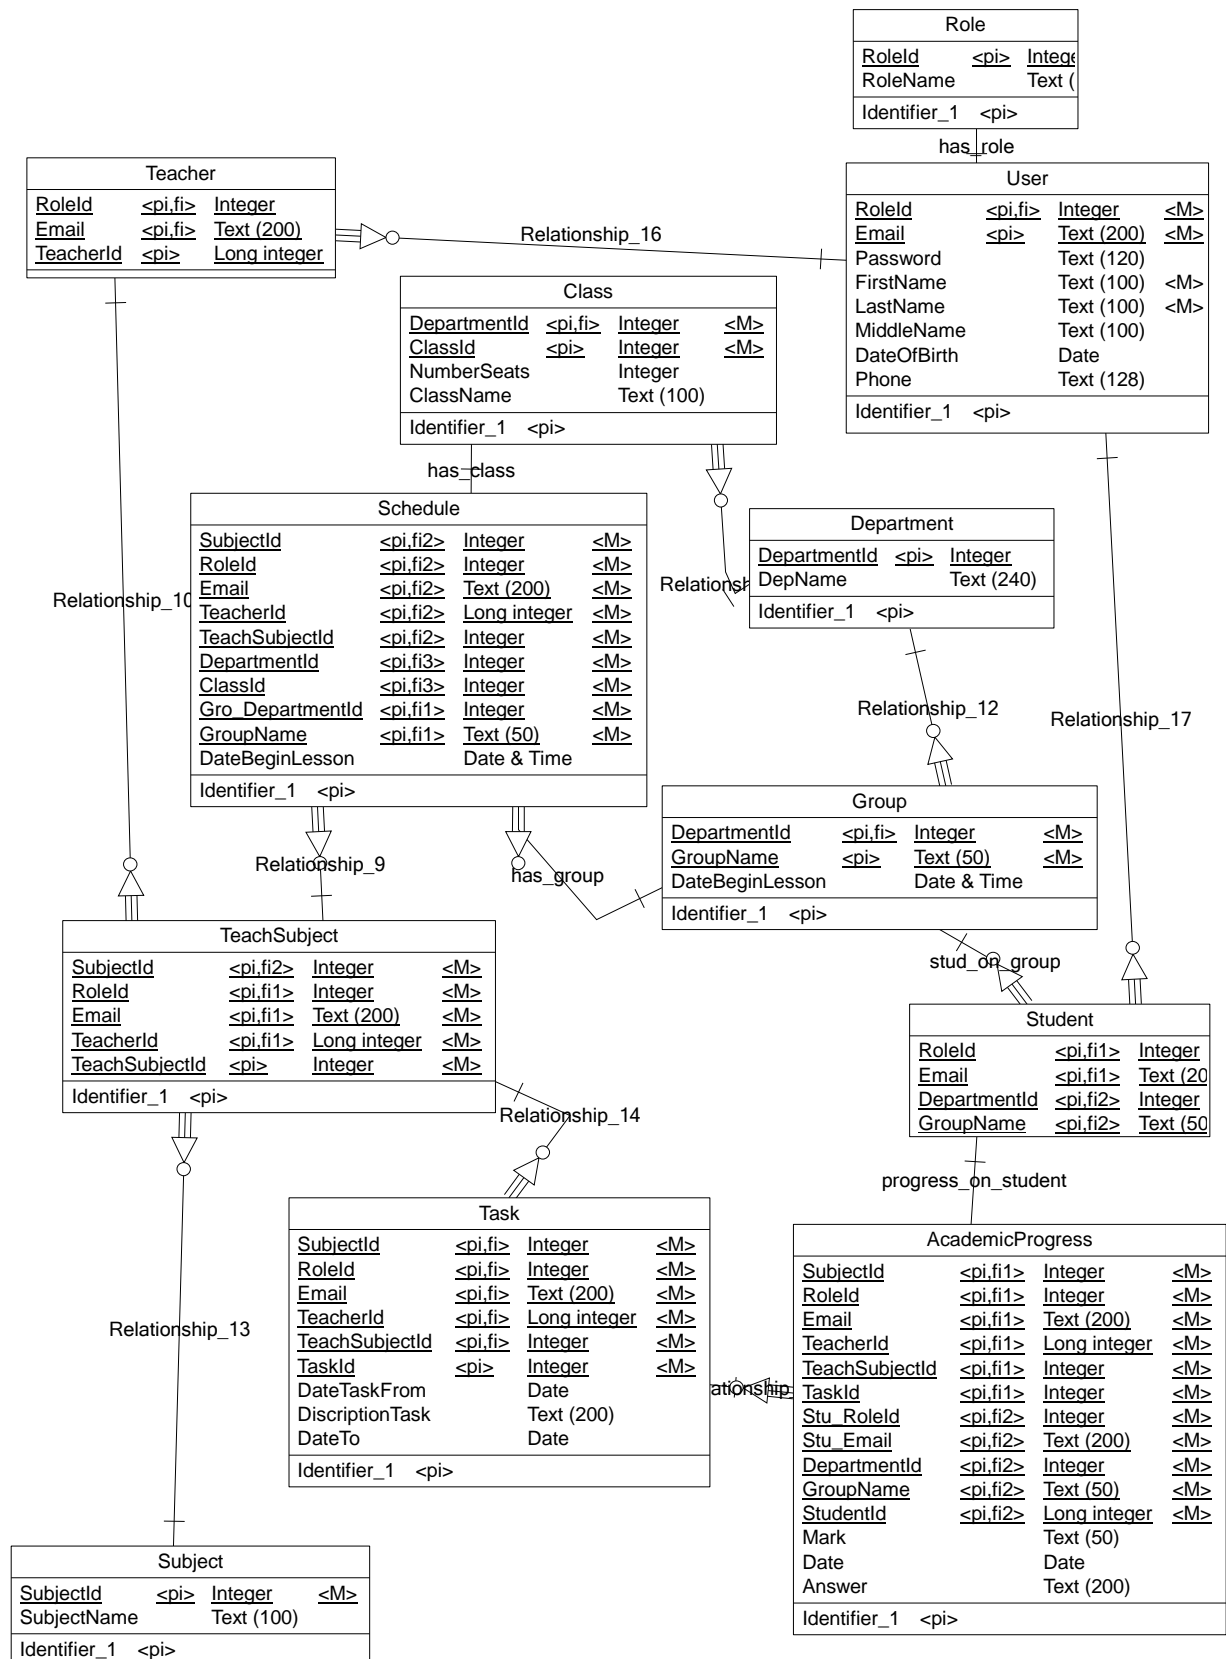 Role
RoleId <pi> Intege
RoleName Text (
Identifier_1 <pi>
has_role
Teacher
RoleId <pi,fi> Integer
Email <pi,fi> Text (200)
TeacherId <pi> Long integer
Relationship_16
User
RoleId <pi,fi> Integer <M>
Email <pi> Text (200) <M>
Password Text (120)
FirstName Text (100) <M>
LastName Text (100) <M>
MiddleName Text (100)
DateOfBirth Date
Phone Text (128)
Identifier_1 <pi>
Class
DepartmentId <pi,fi> Integer <M>
ClassId <pi> Integer <M>
NumberSeats Integer
ClassName Text (100)
Identifier_1 <pi>
has_class
Schedule
SubjectId <pi,fi2> Integer <M>
RoleId <pi,fi2> Integer <M>
Email <pi,fi2> Text (200) <M>
TeacherId <pi,fi2> Long integer <M>
TeachSubjectId <pi,fi2> Integer <M>
DepartmentId <pi,fi3> Integer <M>
ClassId <pi,fi3> Integer <M>
Gro_DepartmentId <pi,fi1> Integer <M>
GroupName <pi,fi1> Text (50) <M>
DateBeginLesson Date & Time
Identifier_1 <pi>
Department
DepartmentId <pi> Integer
DepName Text (240)
Identifier_1 <pi>
Relationsh
Relationship_10
Relationship_12
Relationship_17
Group
DepartmentId <pi,fi> Integer <M>
GroupName <pi> Text (50) <M>
DateBeginLesson Date & Time
Identifier_1 <pi>
Relationship_9
has_group
TeachSubject
SubjectId <pi,fi2> Integer <M>
RoleId <pi,fi1> Integer <M>
Email <pi,fi1> Text (200) <M>
TeacherId <pi,fi1> Long integer <M>
TeachSubjectId <pi> Integer <M>
Identifier_1 <pi>
stud_on_group
Student
RoleId <pi,fi1> Integer
Email <pi,fi1> Text (20
DepartmentId <pi,fi2> Integer
GroupName <pi,fi2> Text (50
Relationship_14
progress_on_student
Task
SubjectId <pi,fi> Integer <M>
RoleId <pi,fi> Integer <M>
Email <pi,fi> Text (200) <M>
TeacherId <pi,fi> Long integer <M>
TeachSubjectId <pi,fi> Integer <M>
TaskId <pi> Integer <M>
DateTaskFrom Date
DiscriptionTask Text (200)
DateTo Date
Identifier_1 <pi>
Relationship_13
ationship
AcademicProgress
SubjectId <pi,fi1> Integer <M>
RoleId <pi,fi1> Integer <M>
Email <pi,fi1> Text (200) <M>
TeacherId <pi,fi1> Long integer <M>
TeachSubjectId <pi,fi1> Integer <M>
TaskId <pi,fi1> Integer <M>
Stu_RoleId <pi,fi2> Integer <M>
Stu_Email <pi,fi2> Text (200) <M>
DepartmentId <pi,fi2> Integer <M>
GroupName <pi,fi2> Text (50) <M>
StudentId <pi,fi2> Long integer <M>
Mark Text (50)
Date Date
Answer Text (200)
Identifier_1 <pi>
Subject
SubjectId <pi> Integer <M>
SubjectName Text (100)
Identifier_1 <pi>